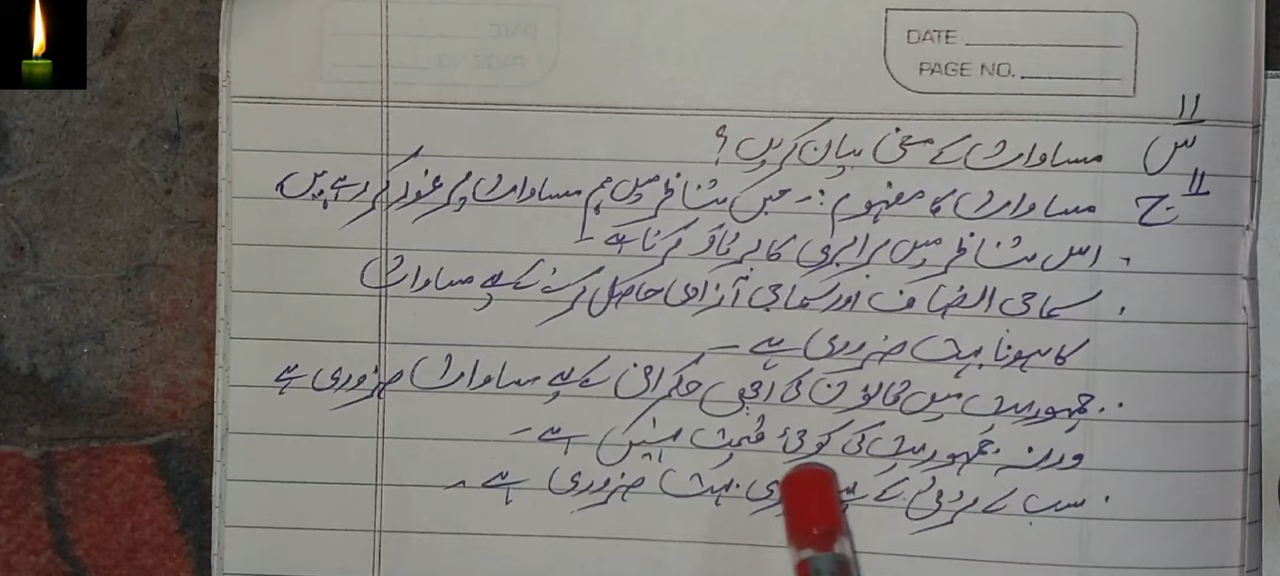 DATE
PAGE NO.
11
س مساوات کے معنی بیان کریں ؟
11
ج مساوات کا مفہوم :۔ جس تناظر میں ہم مساوات پر غور کر رہے ہیں
۔ اس تناظر میں برابری کا برتاؤ کرنا ہے ۔
۔ سماجی انصاف اور سماجی آزادی حاصل کرنے کے لیے مساوات
کا ہونا بہت ضروری ہے ۔
۔ جمہوریت میں قانون کی اچھی حکمرانی کے لیے مساوات ضروری ہے
ورنہ جمہوریت کی کوئی قیمت نہیں ہے ۔
۔ سب کے کے بہت ضروری ہے ۔